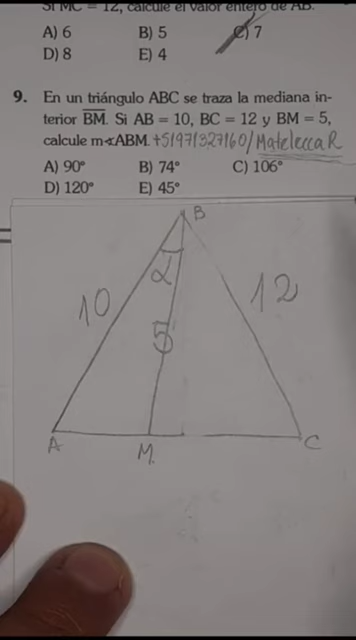 Si MC = 12, calcule el valor entero de AB.
A) 6 B) 5 C) 7
D) 8 E) 4
9. En un triángulo ABC se traza la mediana in-
terior BM. Si AB = 10, BC = 12 y BM = 5,
calcule m∢ABM. +51971327160/MateleccaR
A) 90° B) 74° C) 106°
D) 120° E) 45°
B
α
10
12
5
A
M.
C